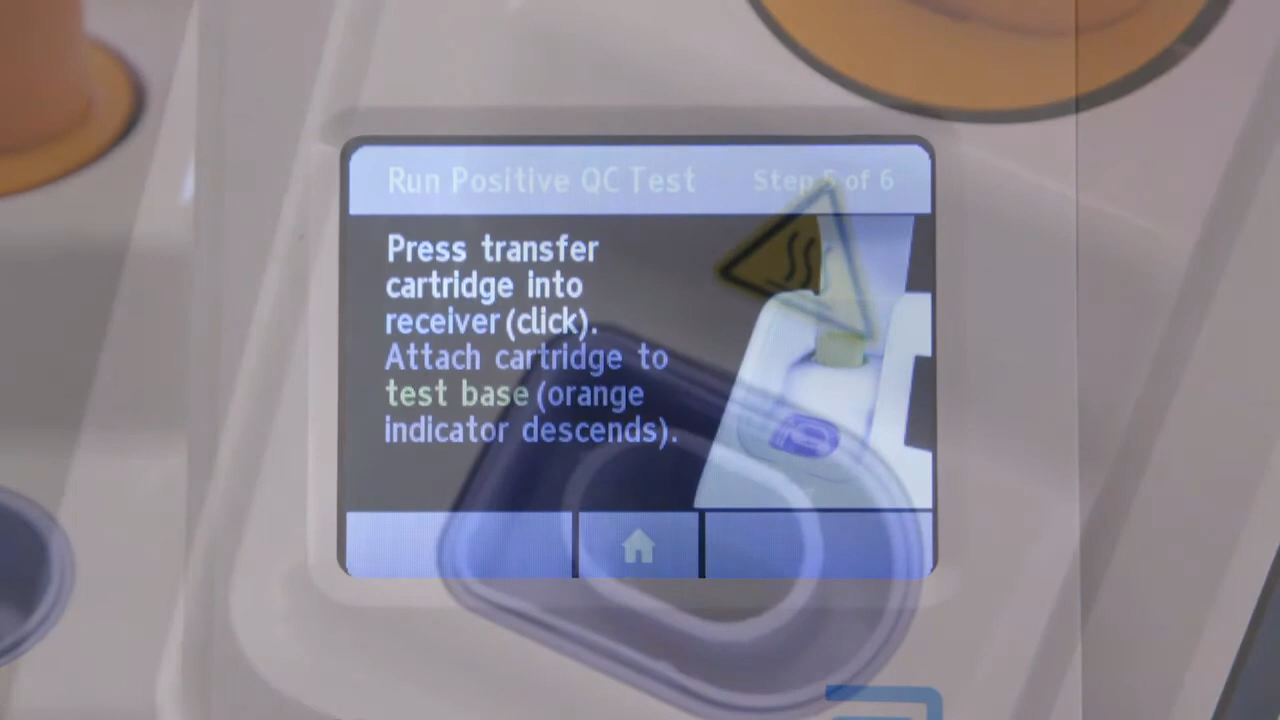 Run Positive QC Test
Step 5 of 6
Press transfer
cartridge into
receiver (click).
Attach cartridge to
test base (orange
indicator descends).